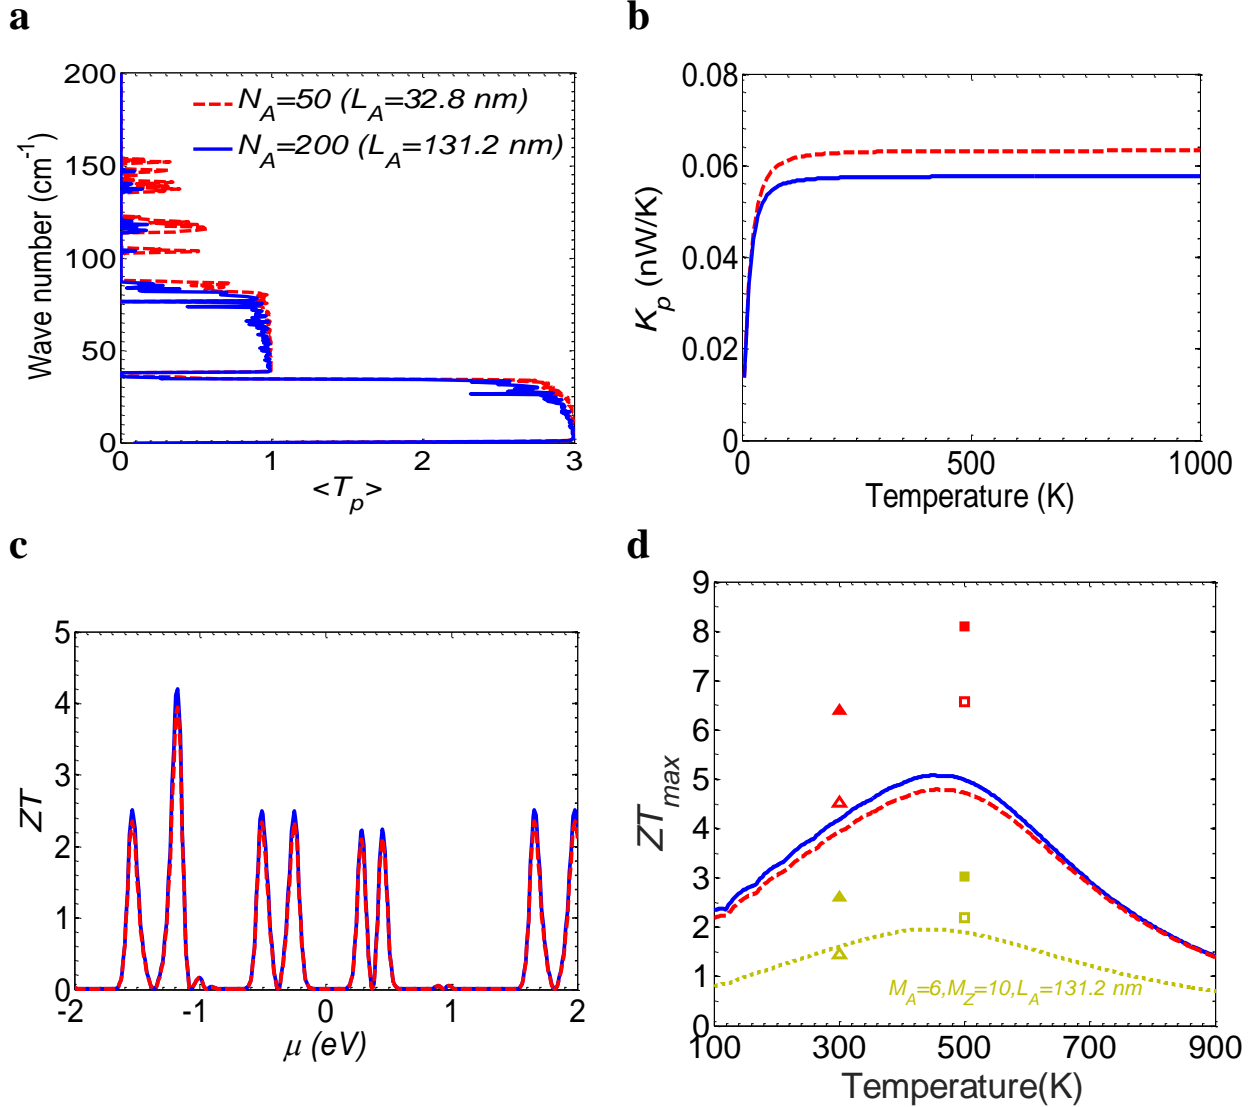 a
200
150
100
50
0
Wave number (cm-1)
N_A=50 (L_A=32.8 nm)
N_A=200 (L_A=131.2 nm)
0 1 2 3
<T_p>
b
0.08
0.06
0.04
0.02
0
K_p (nW/K)
0 500 1000
Temperature (K)
c
5
4
3
2
1
0
ZT
-2 -1 0 1 2
μ (eV)
d
9
8
7
6
5
4
3
2
1
0
ZT_max
M_A=6,M_Z=10,L_A=131.2 nm
100 300 500 700 900
Temperature(K)